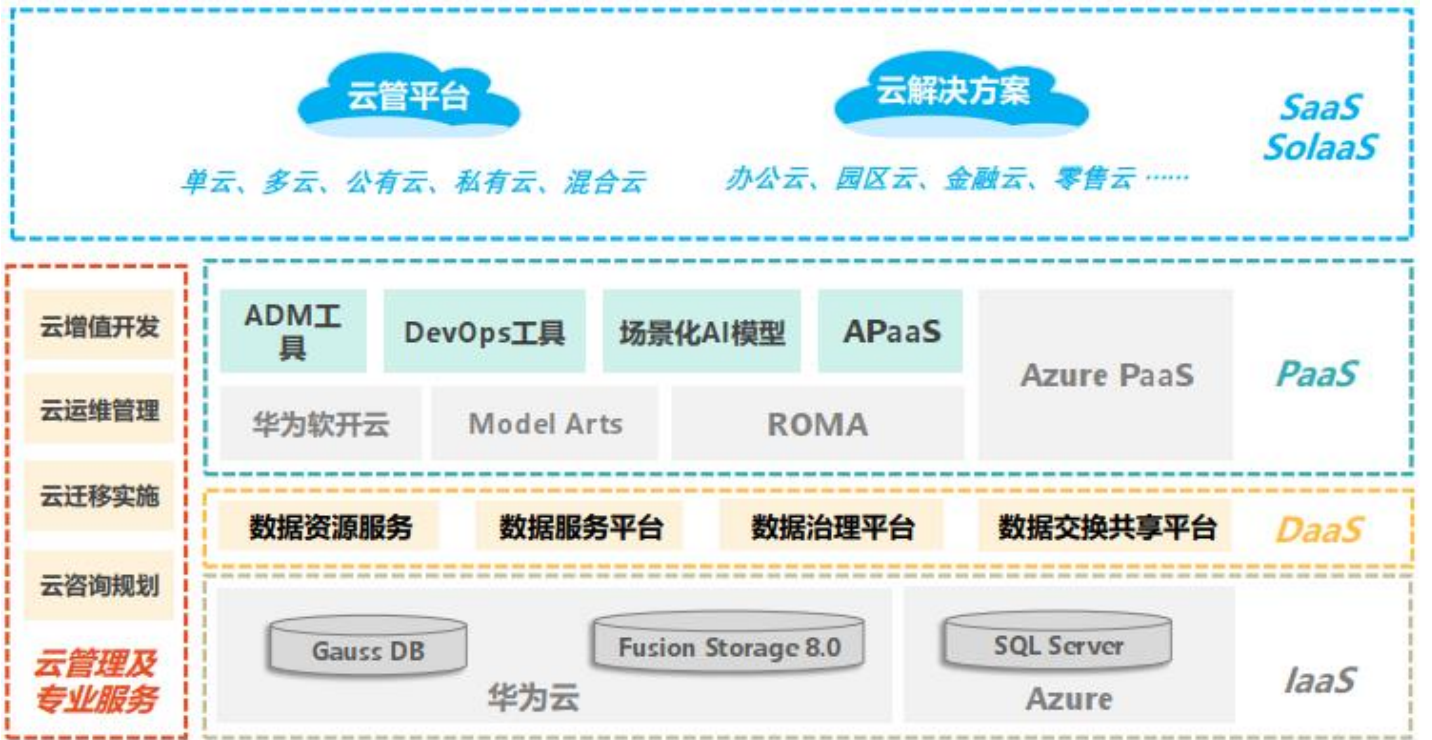 云管平台
云解决方案
SaaS
SolaaS
单云、多云、公有云、私有云、混合云
办公云、园区云、金融云、零售云 ······
云增值开发
云运维管理
云迁移实施
云咨询规划
云管理及
专业服务
ADM工
具
DevOps工具
场景化AI模型
APaaS
Azure PaaS
PaaS
华为软开云
Model Arts
ROMA
数据资源服务
数据服务平台
数据治理平台
数据交换共享平台
DaaS
Gauss DB
Fusion Storage 8.0
SQL Server
华为云
Azure
IaaS